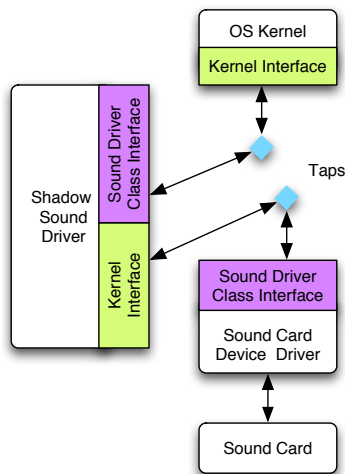 OS Kernel
Kernel Interface
Sound Driver
Class Interface
Shadow
Sound
Driver
Kernel
Interface
Taps
Sound Driver
Class Interface
Sound Card
Device Driver
Sound Card